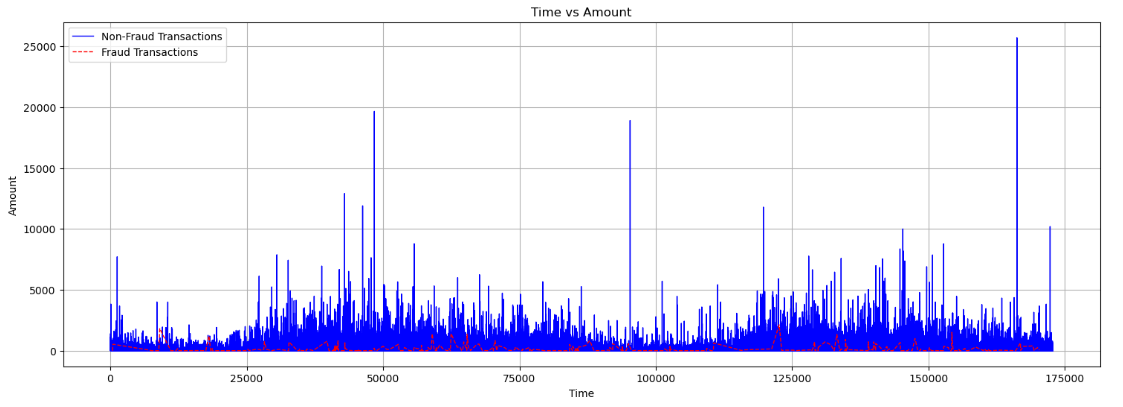 Time vs Amount
Non-Fraud Transactions
Fraud Transactions
25000
20000
15000
10000
5000
0
Amount
0 25000 50000 75000 100000 125000 150000 175000
Time